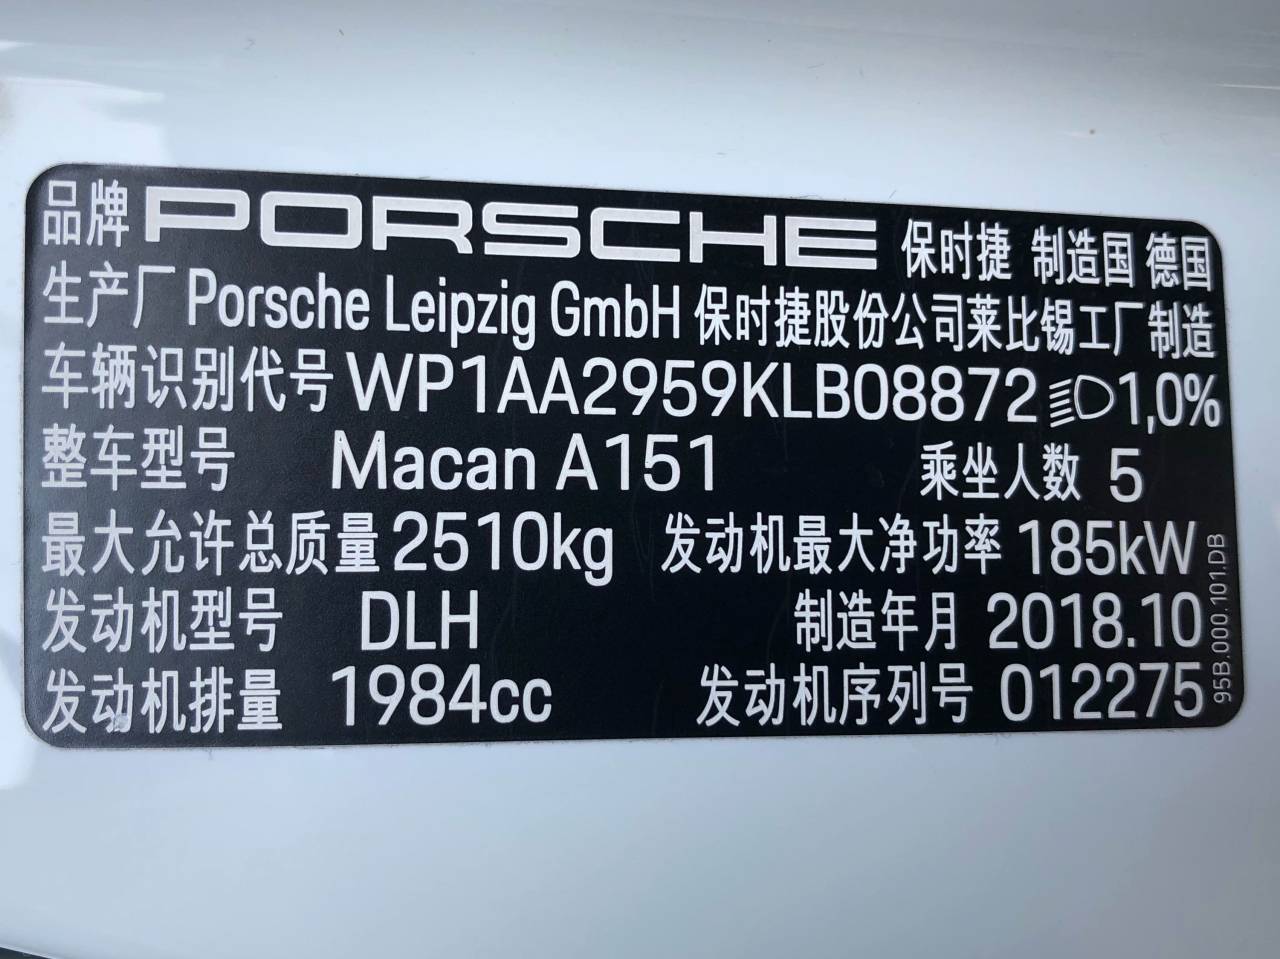 品牌 PORSCHE 保时捷 制造国 德国
生产厂 Porsche Leipzig GmbH 保时捷股份公司莱比锡工厂制造
车辆识别代号 WP1AA2959KLB08872 1,0%
整车型号 Macan A151 乘坐人数 5
最大允许总质量 2510kg 发动机最大净功率 185kW
发动机型号 DLH 制造年月 2018.10
发动机排量 1984cc 发动机序列号 012275
95B.000.101.DB